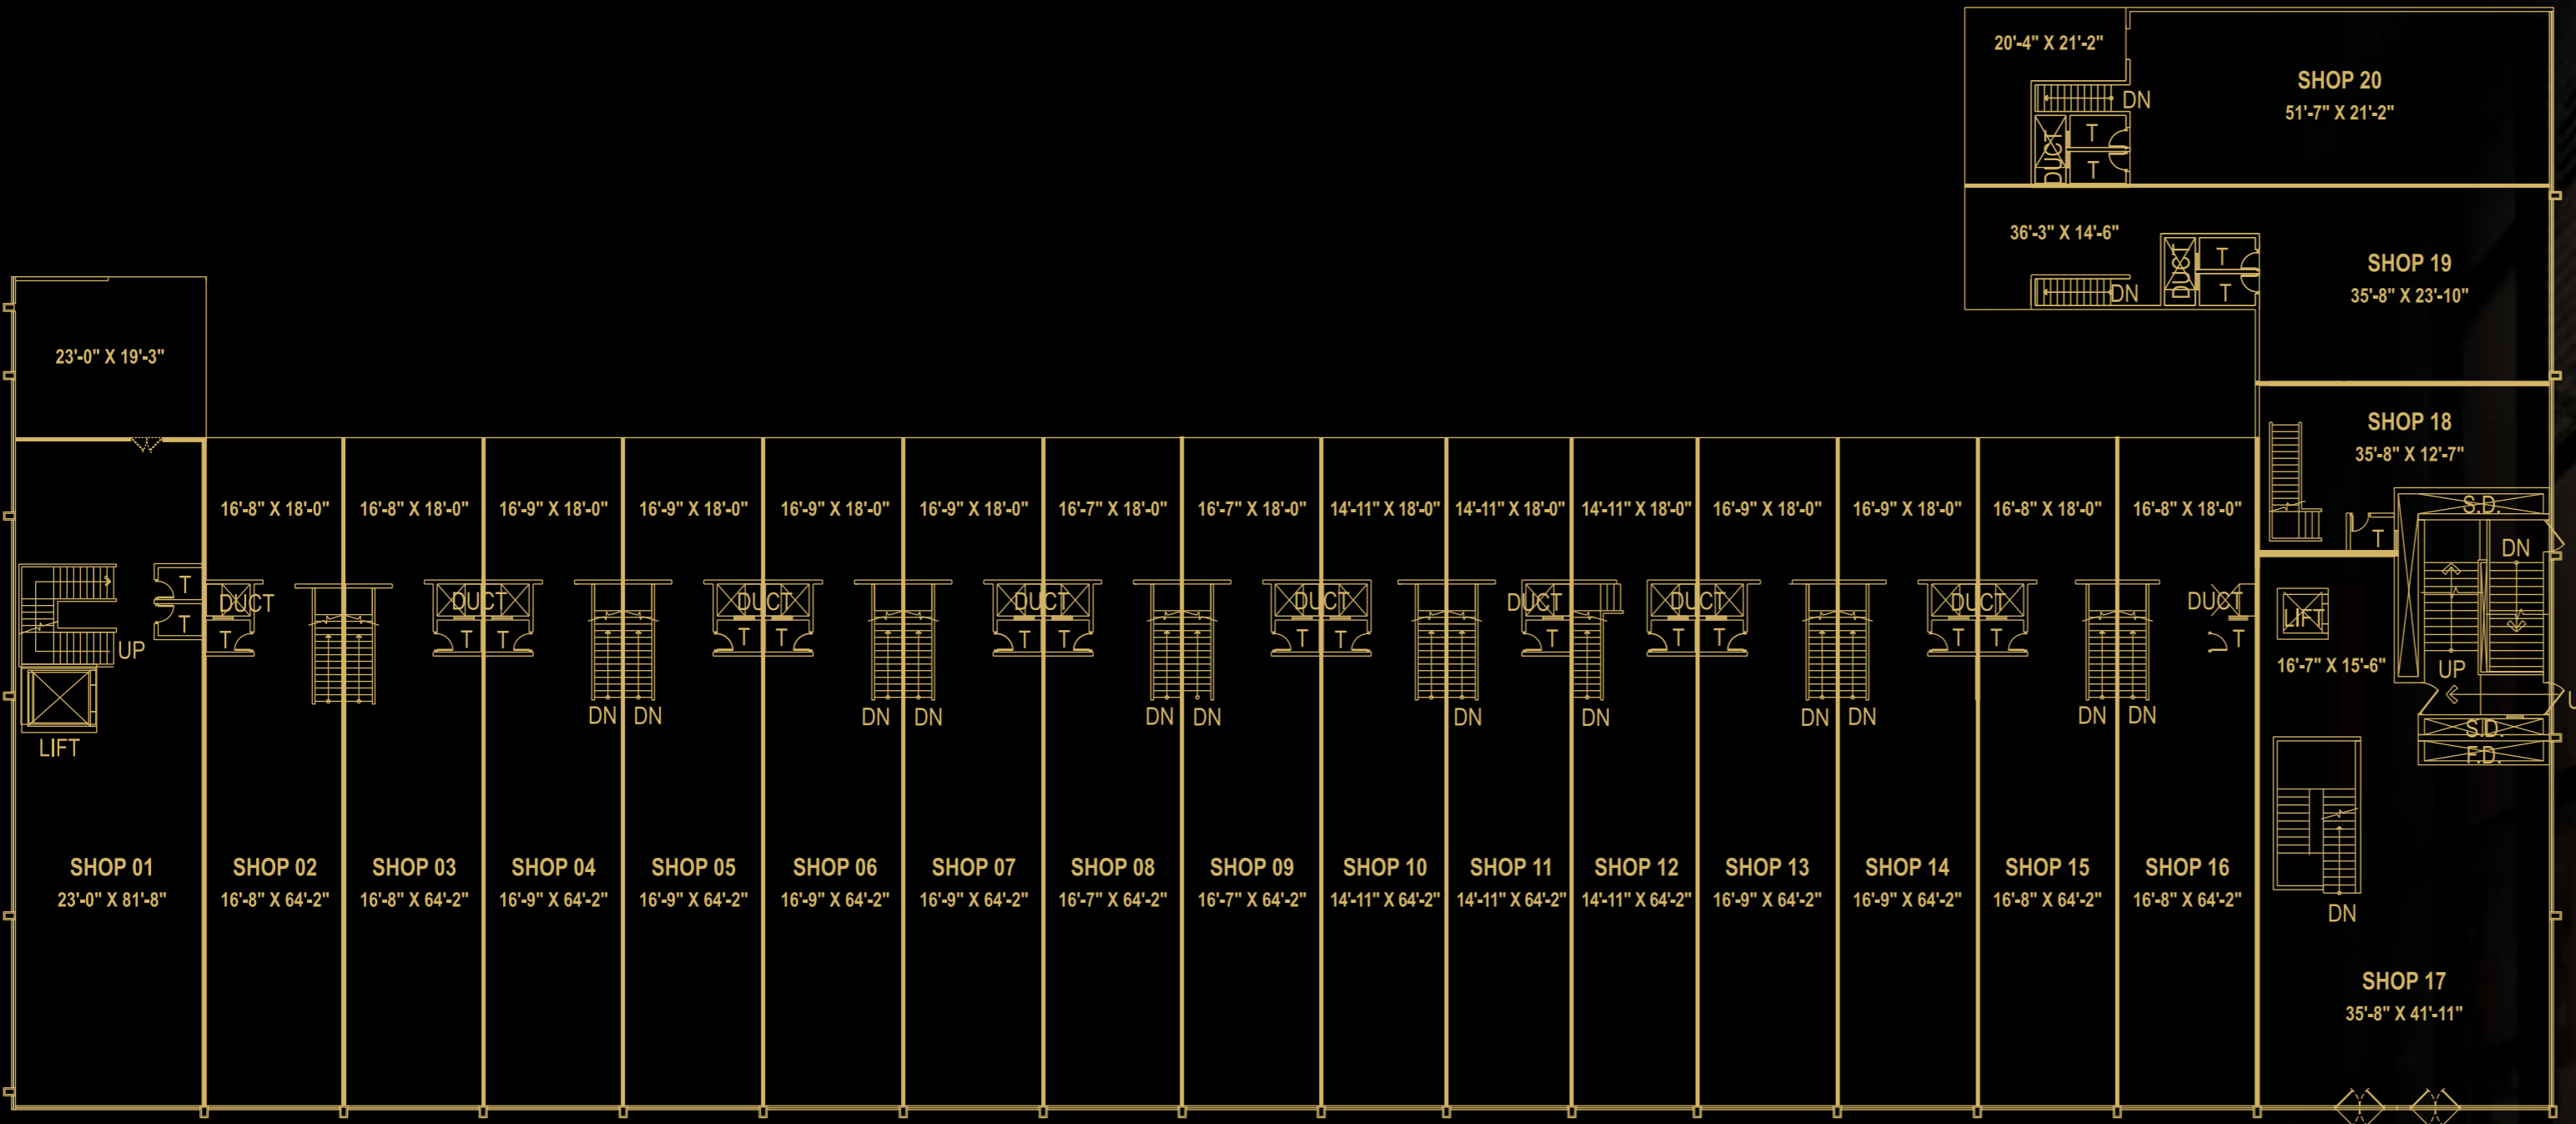 20'-4" X 21'-2"
SHOP 20
51'-7" X 21'-2"
DN
DUCT
T
T
36'-3" X 14'-6"
SHOP 19
35'-8" X 23'-10"
DUCT
T
T
DN
23'-0" X 19'-3"
SHOP 18
35'-8" X 12'-7"
T
S.D.
DN
16'-8" X 18'-0"
16'-8" X 18'-0"
16'-9" X 18'-0"
16'-9" X 18'-0"
16'-9" X 18'-0"
16'-9" X 18'-0"
16'-7" X 18'-0"
16'-7" X 18'-0"
14'-11" X 18'-0"
14'-11" X 18'-0"
14'-11" X 18'-0"
16'-9" X 18'-0"
16'-9" X 18'-0"
16'-8" X 18'-0"
16'-8" X 18'-0"
T
T
UP
LIFT
DUCT
T
DUCT
T
T
DN
DN
DUCT
T
T
DN
DN
DUCT
T
T
DN
DN
DUCT
T
T
DN
DUCT
T
DN
DUCT
T
T
DN
DN
DUCT
T
T
DN
DN
DUCT
T
LIFT
16'-7" X 15'-6"
UP
U
S.D.
F.D.
SHOP 01
23'-0" X 81'-8"
SHOP 02
16'-8" X 64'-2"
SHOP 03
16'-8" X 64'-2"
SHOP 04
16'-9" X 64'-2"
SHOP 05
16'-9" X 64'-2"
SHOP 06
16'-9" X 64'-2"
SHOP 07
16'-9" X 64'-2"
SHOP 08
16'-7" X 64'-2"
SHOP 09
16'-7" X 64'-2"
SHOP 10
14'-11" X 64'-2"
SHOP 11
14'-11" X 64'-2"
SHOP 12
14'-11" X 64'-2"
SHOP 13
16'-9" X 64'-2"
SHOP 14
16'-9" X 64'-2"
SHOP 15
16'-8" X 64'-2"
SHOP 16
16'-8" X 64'-2"
DN
SHOP 17
35'-8" X 41'-11"